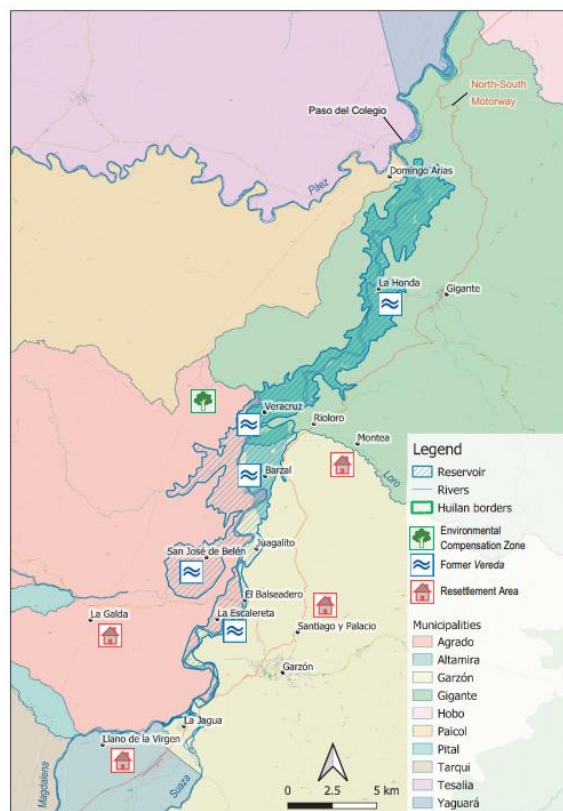 North-South
Motorway
Paso del Colegio
Domingo Arias
Páez
La Honda
Gigante
Veracruz
Rioloro
Montea
Loro
Barzal
Juagalito
San José de Belén
El Balseadero
La Galda
La Escalereta
Santiago y Palacio
Garzón
La Jagua
Llano de la Virgen
Magdalena
Suaza
Legend
Reservoir
Rivers
Huilan borders
Environmental
Compensation Zone
Former Vereda
Resettlement Area
Municipalities
Agrado
Altamira
Garzón
Gigante
Hobo
Paicol
Pital
Tarqui
Tesalia
Yaguará
0 2.5 5 km